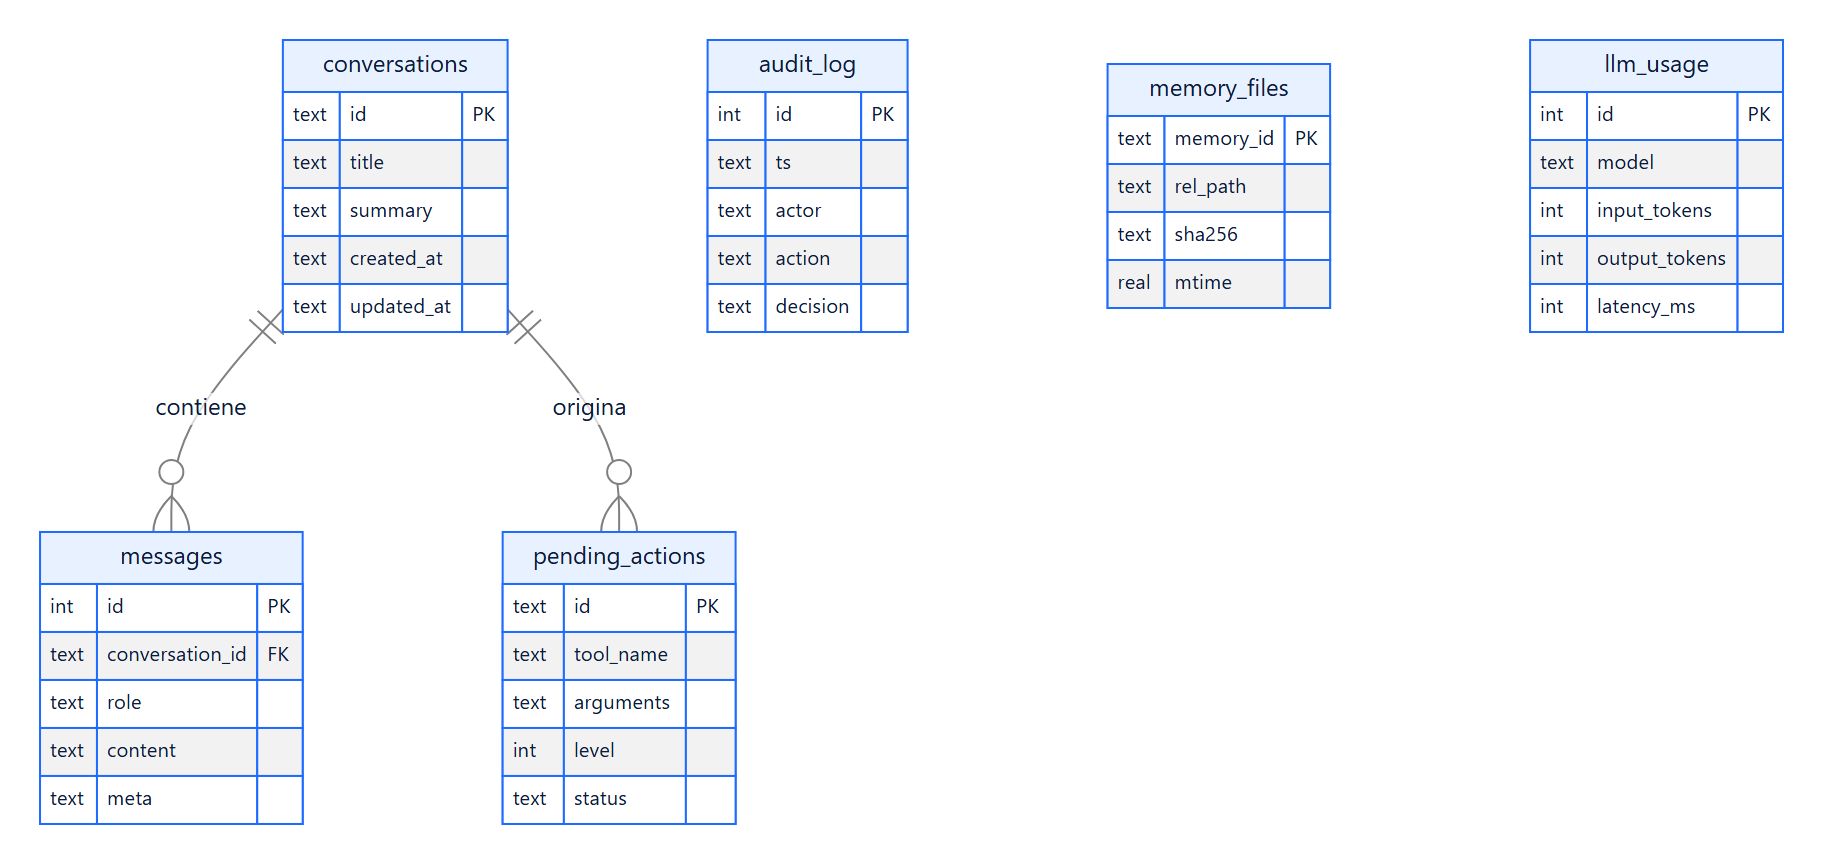 conversations
text id PK
text title
text summary
text created_at
text updated_at
audit_log
int id PK
text ts
text actor
text action
text decision
memory_files
text memory_id PK
text rel_path
text sha256
real mtime
llm_usage
int id PK
text model
int input_tokens
int output_tokens
int latency_ms
contiene
origina
messages
int id PK
text conversation_id FK
text role
text content
text meta
pending_actions
text id PK
text tool_name
text arguments
int level
text status